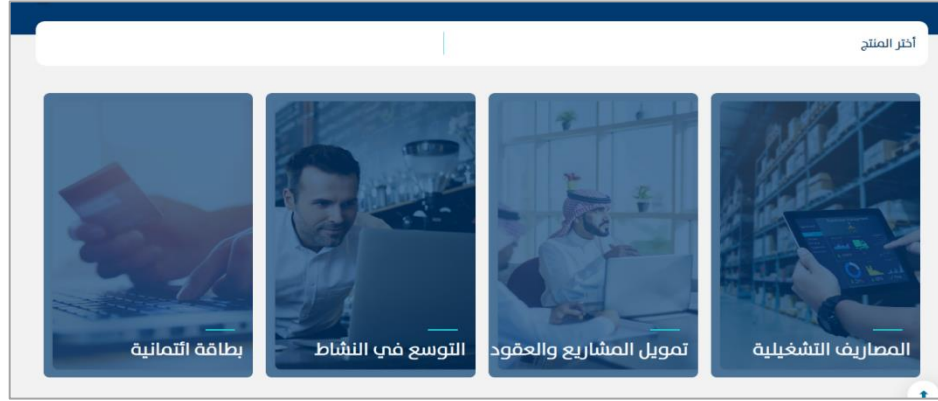 أختر المنتج
المصاريف التشغيلية
تمويل المشاريع والعقود
التوسع في النشاط
بطاقة ائتمانية